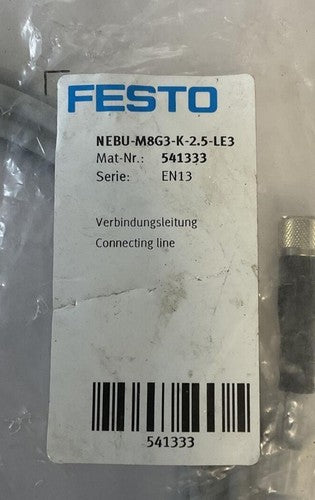 FESTO
NEBU-M8G3-K-2.5-LE3
Mat-Nr.: 541333
Serie: EN13
Verbindungsleitung
Connecting line
541333